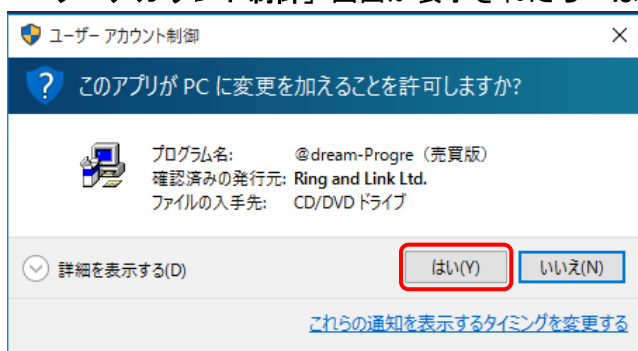 ユーザー アカウント制御
このアプリが PC に変更を加えることを許可しますか?
プログラム名: @dream-Progre（売買版）
確認済みの発行元: Ring and Link Ltd.
ファイルの入手先: CD/DVD ドライブ
詳細を表示する(D)
はい(Y)
いいえ(N)
これらの通知を表示するタイミングを変更する